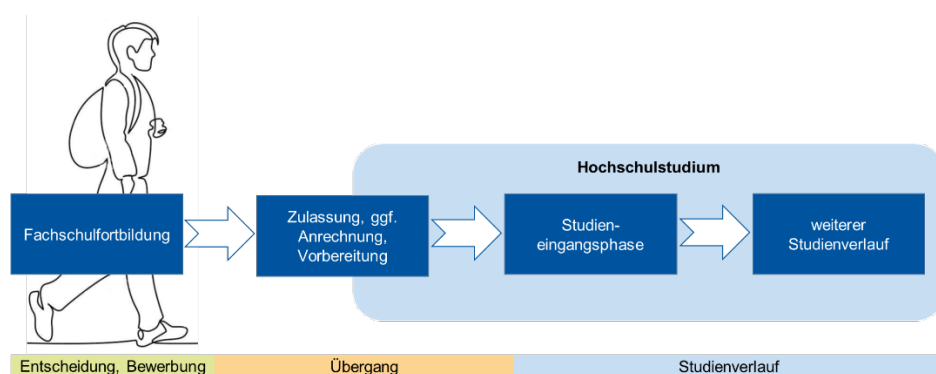 Hochschulstudium
Fachschulfortbildung
Zulassung, ggf.
Anrechnung,
Vorbereitung
Studien-
eingangsphase
weiterer
Studienverlauf
Entscheidung, Bewerbung
Übergang
Studienverlauf